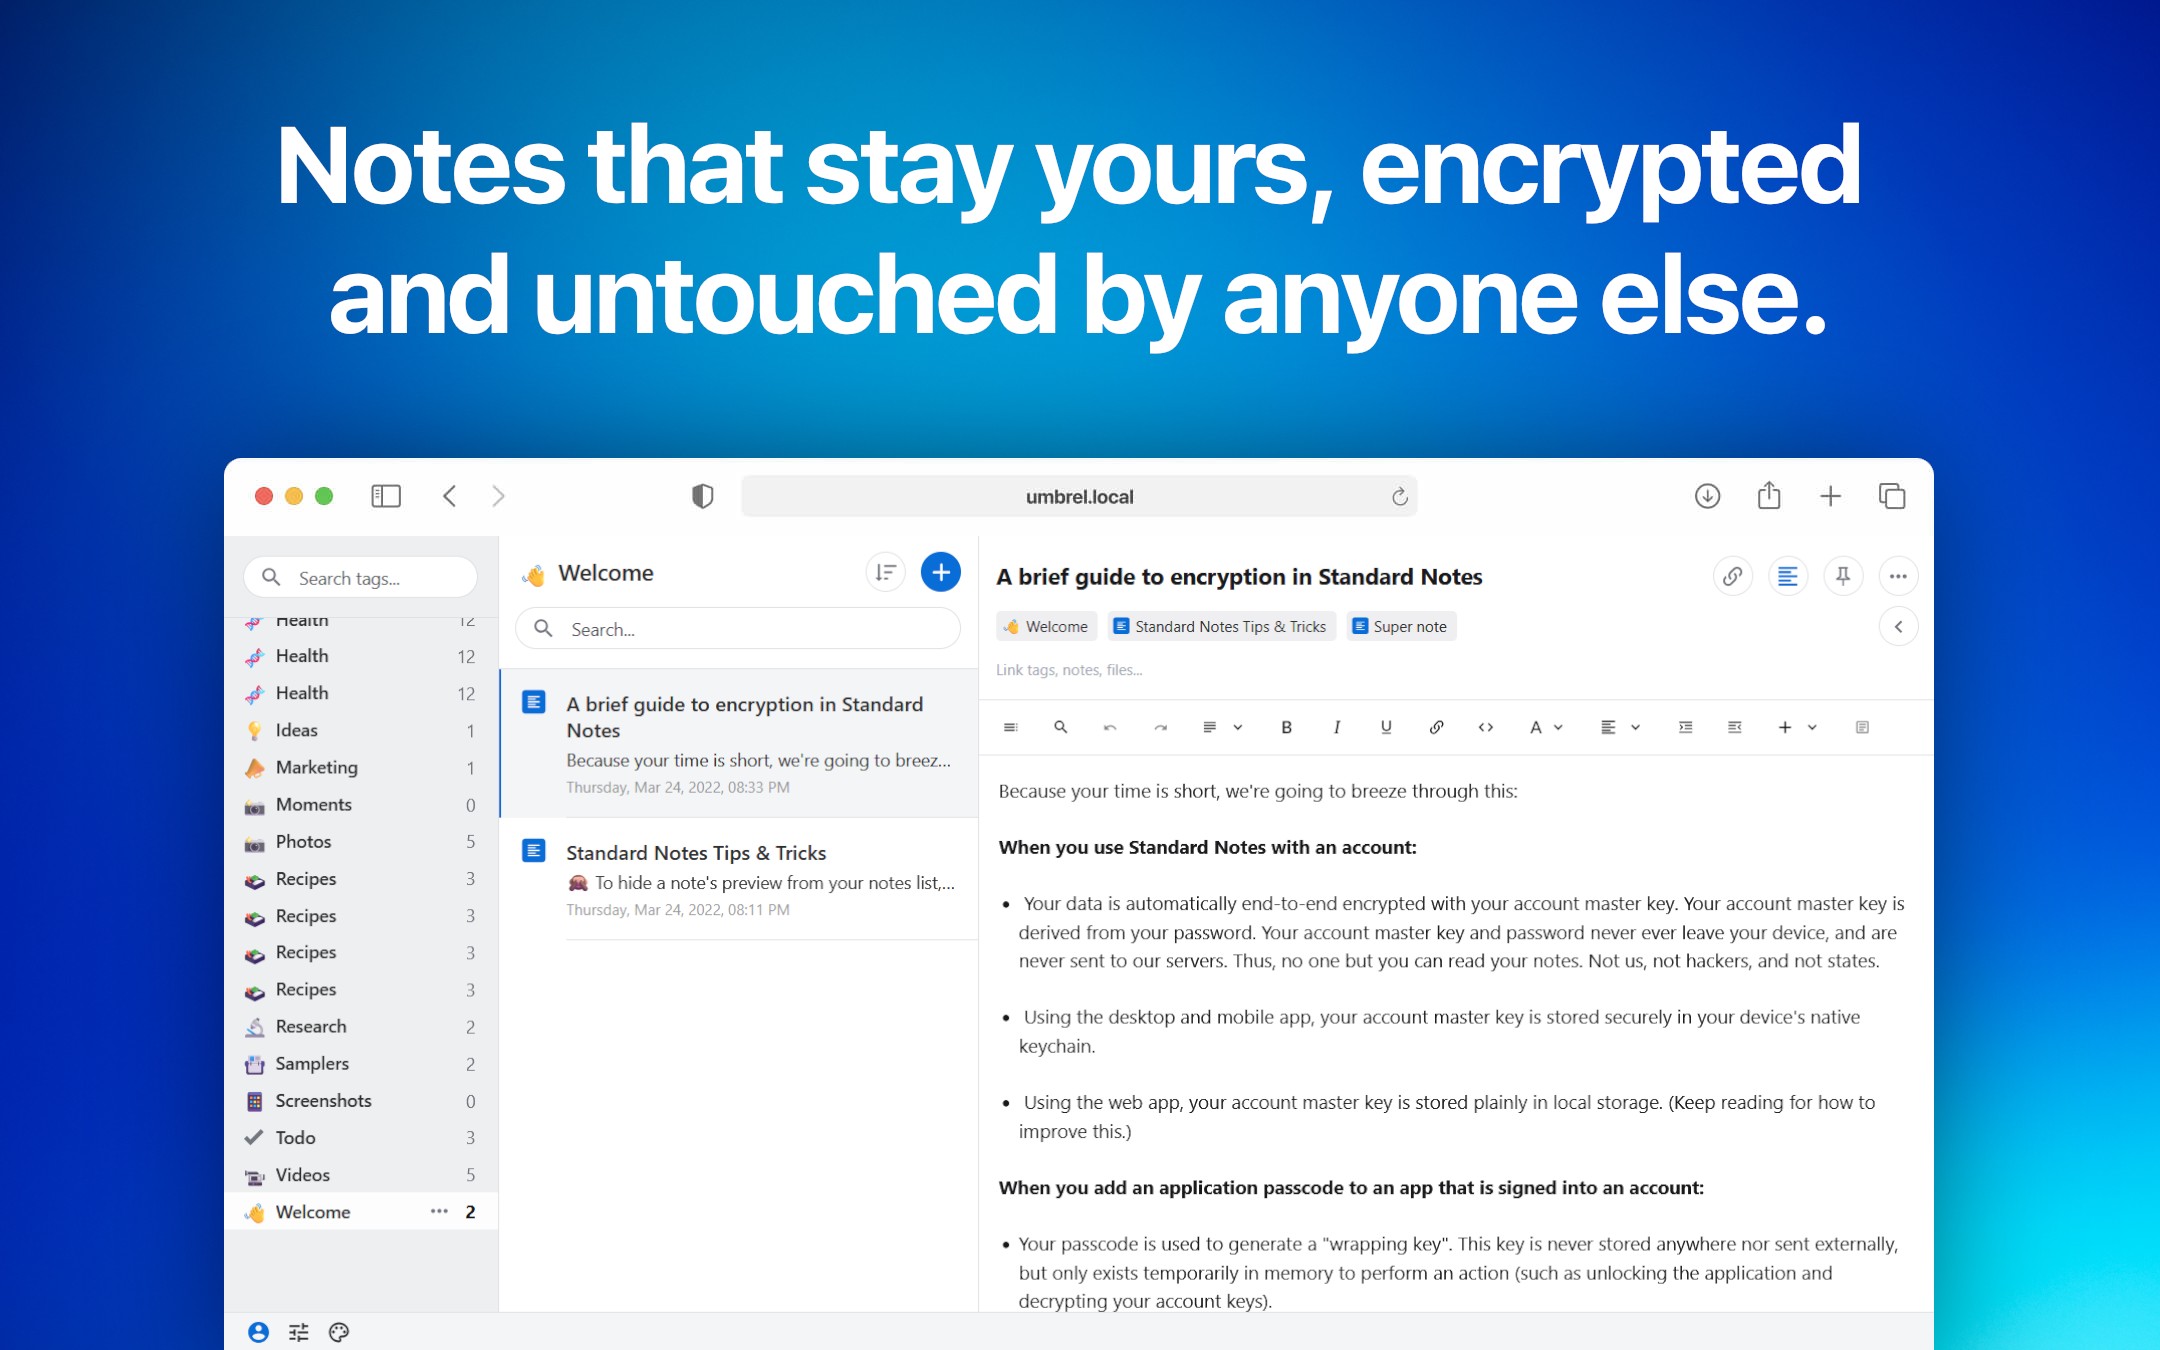 Notes that stay yours, encrypted
and untouched by anyone else.
umbrel.local
Search tags...
Health 12
Health 12
Health 12
Ideas 1
Marketing 1
Moments 0
Photos 5
Recipes 3
Recipes 3
Recipes 3
Recipes 3
Research 2
Samplers 2
Screenshots 0
Todo 3
Videos 5
Welcome ••• 2
Welcome
Search...
A brief guide to encryption in Standard
Notes
Because your time is short, we're going to breez...
Thursday, Mar 24, 2022, 08:33 PM
Standard Notes Tips & Tricks
To hide a note's preview from your notes list,...
Thursday, Mar 24, 2022, 08:11 PM
A brief guide to encryption in Standard Notes
Welcome Standard Notes Tips & Tricks Super note
Link tags, notes, files...
B I U A
Because your time is short, we're going to breeze through this:
When you use Standard Notes with an account:
• Your data is automatically end-to-end encrypted with your account master key. Your account master key is
derived from your password. Your account master key and password never ever leave your device, and are
never sent to our servers. Thus, no one but you can read your notes. Not us, not hackers, and not states.
• Using the desktop and mobile app, your account master key is stored securely in your device's native
keychain.
• Using the web app, your account master key is stored plainly in local storage. (Keep reading for how to
improve this.)
When you add an application passcode to an app that is signed into an account:
• Your passcode is used to generate a "wrapping key". This key is never stored anywhere nor sent externally,
but only exists temporarily in memory to perform an action (such as unlocking the application and
decrypting your account keys).